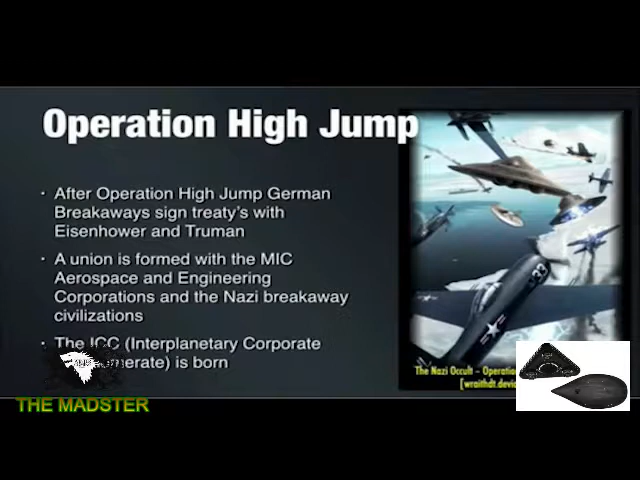 Operation High Jump
· After Operation High Jump German
Breakaways sign treaty's with
Eisenhower and Truman
· A union is formed with the MIC
Aerospace and Engineering
Corporations and the Nazi breakaway
civilizations
· The ICC (Interplanetary Corporate
) is born
33
The Nazi Occult – Operation
THE MADSTER